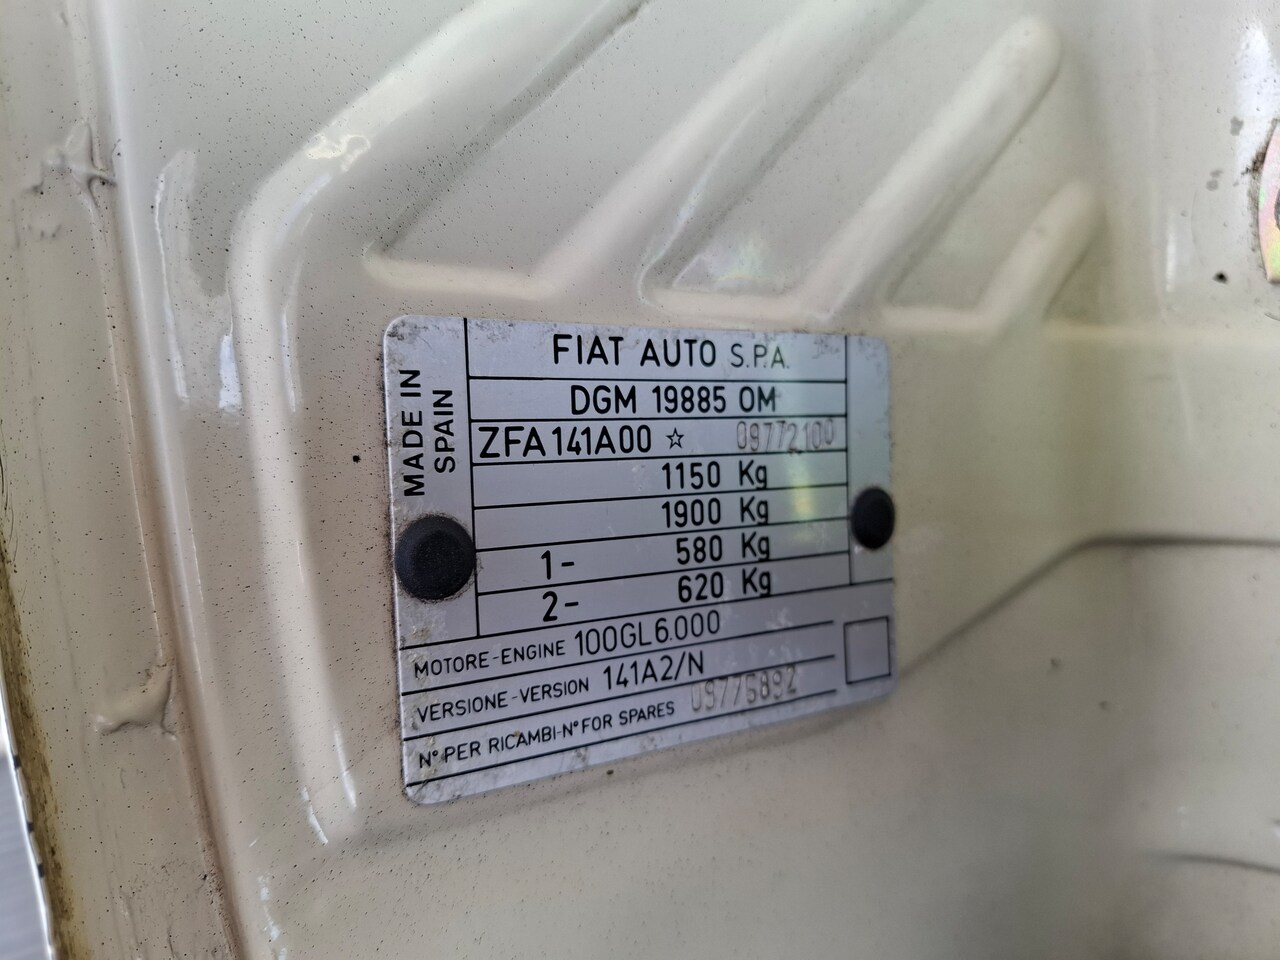 MADE IN
SPAIN
FIAT AUTO S.P.A.
DGM 19885 OM
ZFA141A00 ☆ 09772100
1150 Kg
1900 Kg
1- 580 Kg
2- 620 Kg
MOTORE-ENGINE 100GL6.000
VERSIONE-VERSION 141A2/N
N° PER RICAMBI-N° FOR SPARES 09776892